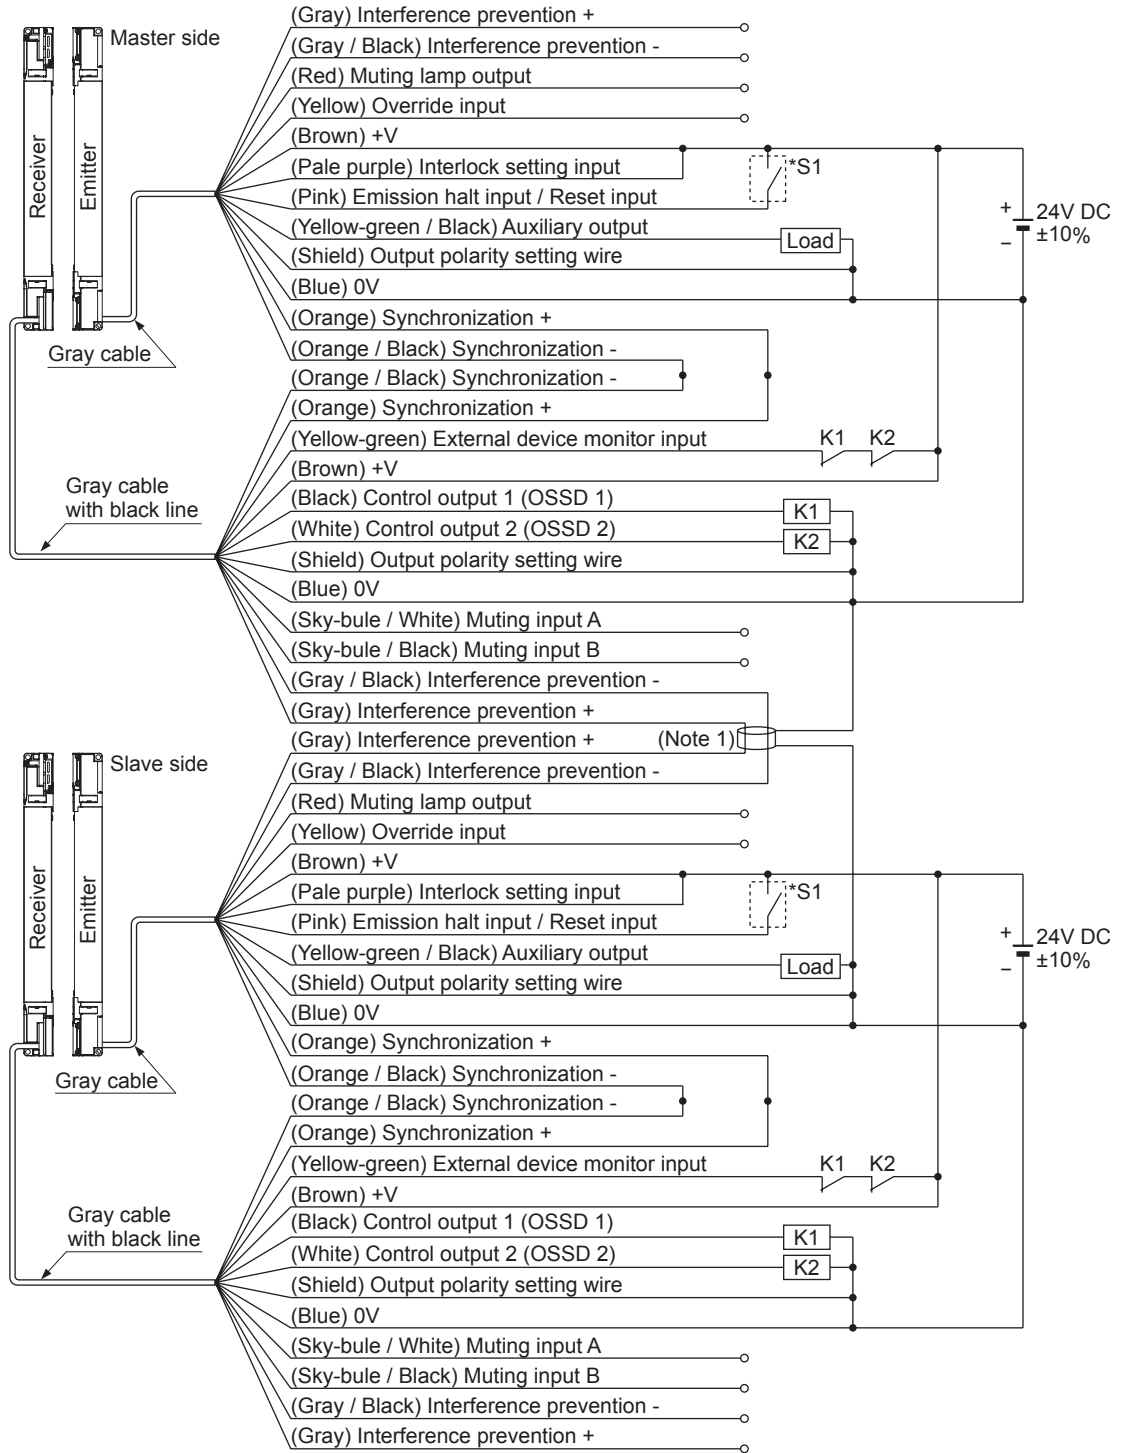 (Gray) Interference prevention +
Master side
(Gray / Black) Interference prevention -
(Red) Muting lamp output
(Yellow) Override input
(Brown) +V
Receiver
Emitter
(Pale purple) Interlock setting input
*S1
(Pink) Emission halt input / Reset input
+
24V DC
±10%
−
(Yellow-green / Black) Auxiliary output
Load
(Shield) Output polarity setting wire
(Blue) 0V
(Orange) Synchronization +
Gray cable
(Orange / Black) Synchronization -
(Orange / Black) Synchronization -
(Orange) Synchronization +
(Yellow-green) External device monitor input
K1
K2
(Brown) +V
Gray cable
with black line
(Black) Control output 1 (OSSD 1)
K1
(White) Control output 2 (OSSD 2)
K2
(Shield) Output polarity setting wire
(Blue) 0V
(Sky-bule / White) Muting input A
(Sky-bule / Black) Muting input B
(Gray / Black) Interference prevention -
(Gray) Interference prevention +
(Gray) Interference prevention +
(Note 1)
Slave side
(Gray / Black) Interference prevention -
(Red) Muting lamp output
(Yellow) Override input
(Brown) +V
Receiver
Emitter
(Pale purple) Interlock setting input
*S1
(Pink) Emission halt input / Reset input
+
24V DC
±10%
−
(Yellow-green / Black) Auxiliary output
Load
(Shield) Output polarity setting wire
(Blue) 0V
(Orange) Synchronization +
Gray cable
(Orange / Black) Synchronization -
(Orange / Black) Synchronization -
(Orange) Synchronization +
(Yellow-green) External device monitor input
K1
K2
(Brown) +V
Gray cable
with black line
(Black) Control output 1 (OSSD 1)
K1
(White) Control output 2 (OSSD 2)
K2
(Shield) Output polarity setting wire
(Blue) 0V
(Sky-bule / White) Muting input A
(Sky-bule / Black) Muting input B
(Gray / Black) Interference prevention -
(Gray) Interference prevention +